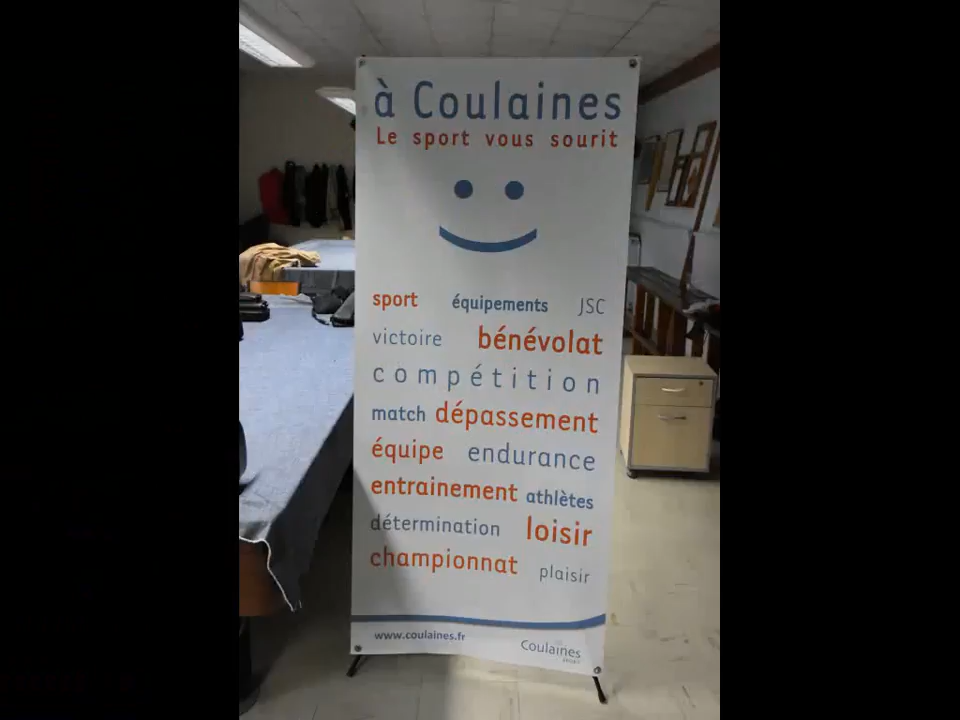 à Coulaines
Le sport vous sourit
sport équipements JSC
victoire bénévolat
compétition
match dépassement
équipe endurance
entrainement athlètes
détermination loisir
championnat plaisir
www.coulaines.fr
Coulaines